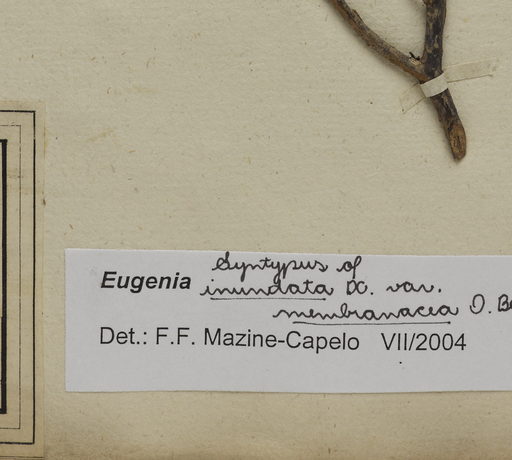 Syntypus of
Eugenia inundata DC. var.
membranacea O. Be
Det.: F.F. Mazine-Capelo VII/2004